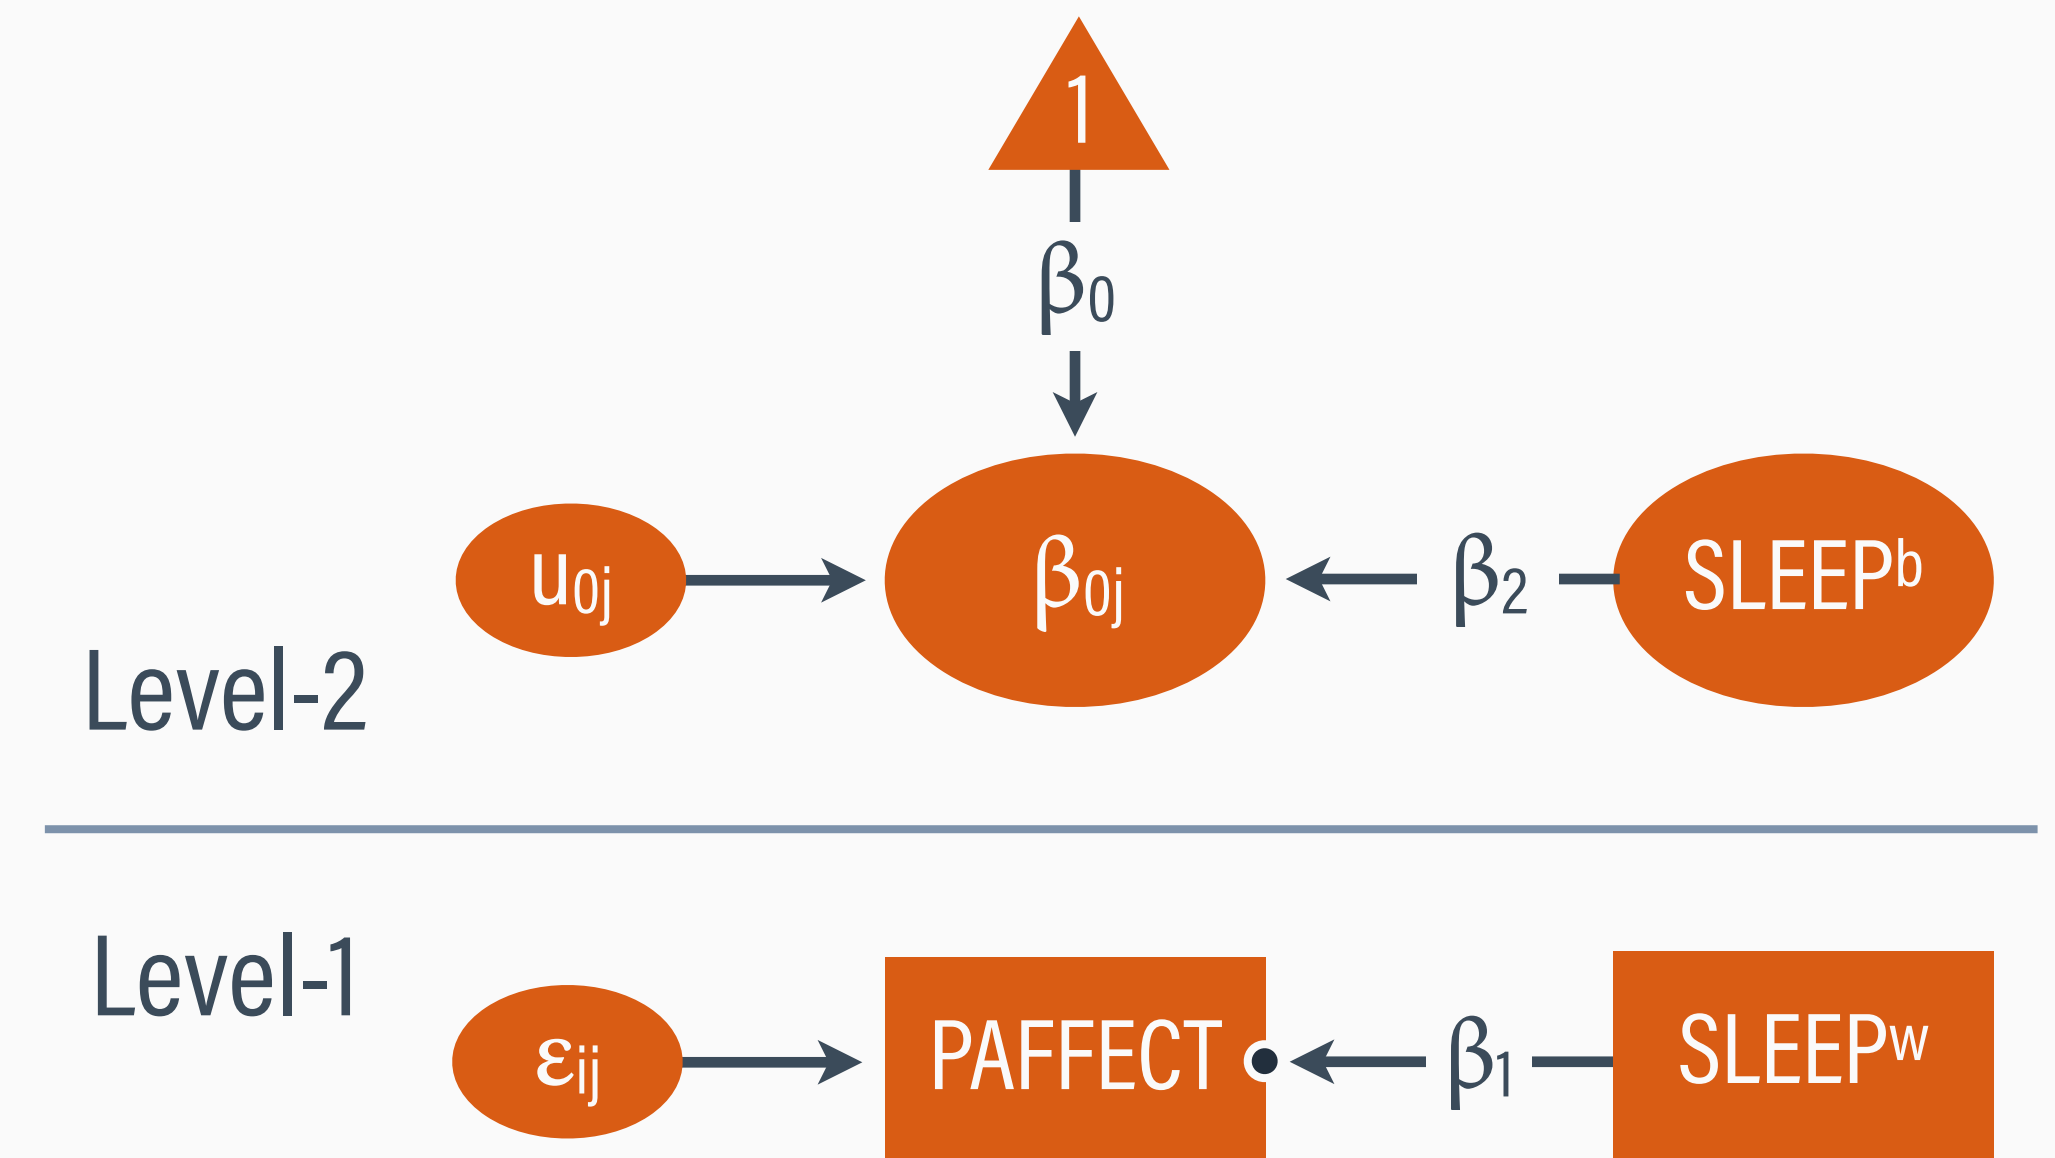 1
β0
u0j
β0j
β2
SLEEPb
Level-2
Level-1
εij
PAFFECT
β1
SLEEPw